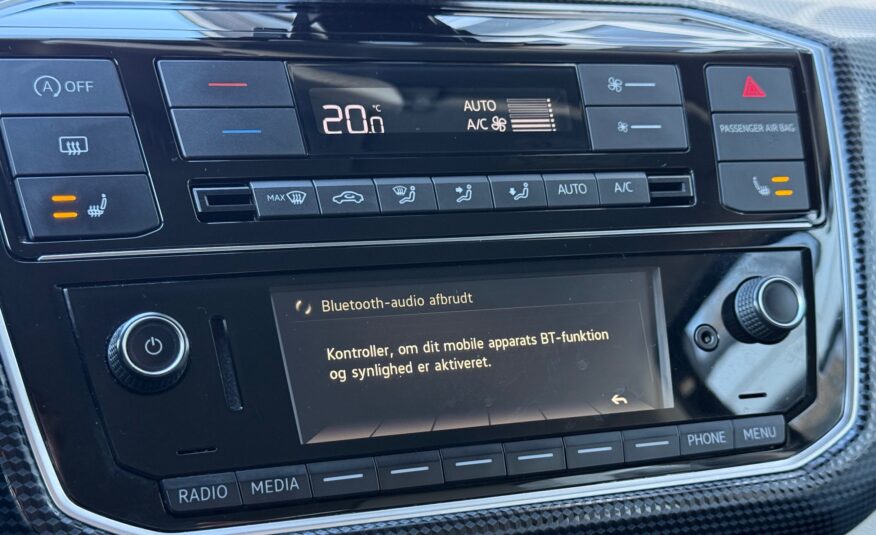 A OFF
20.0 °C
AUTO
A/C
PASSENGER AIR BAG
MAX
AUTO
A/C
Bluetooth-audio afbrudt
Kontroller, om dit mobile apparats BT-funktion
og synlighed er aktiveret.
RADIO
MEDIA
PHONE
MENU